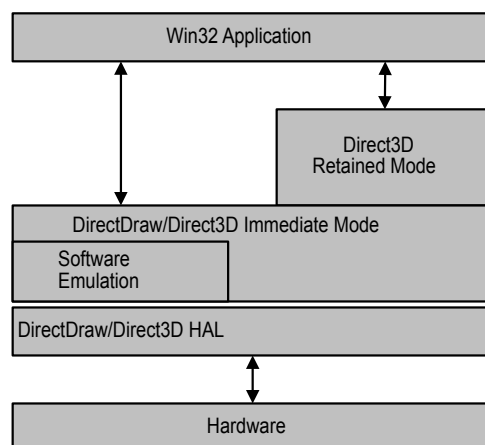 Win32 Application
Direct3D
Retained Mode
DirectDraw/Direct3D Immediate Mode
Software
Emulation
DirectDraw/Direct3D HAL
Hardware